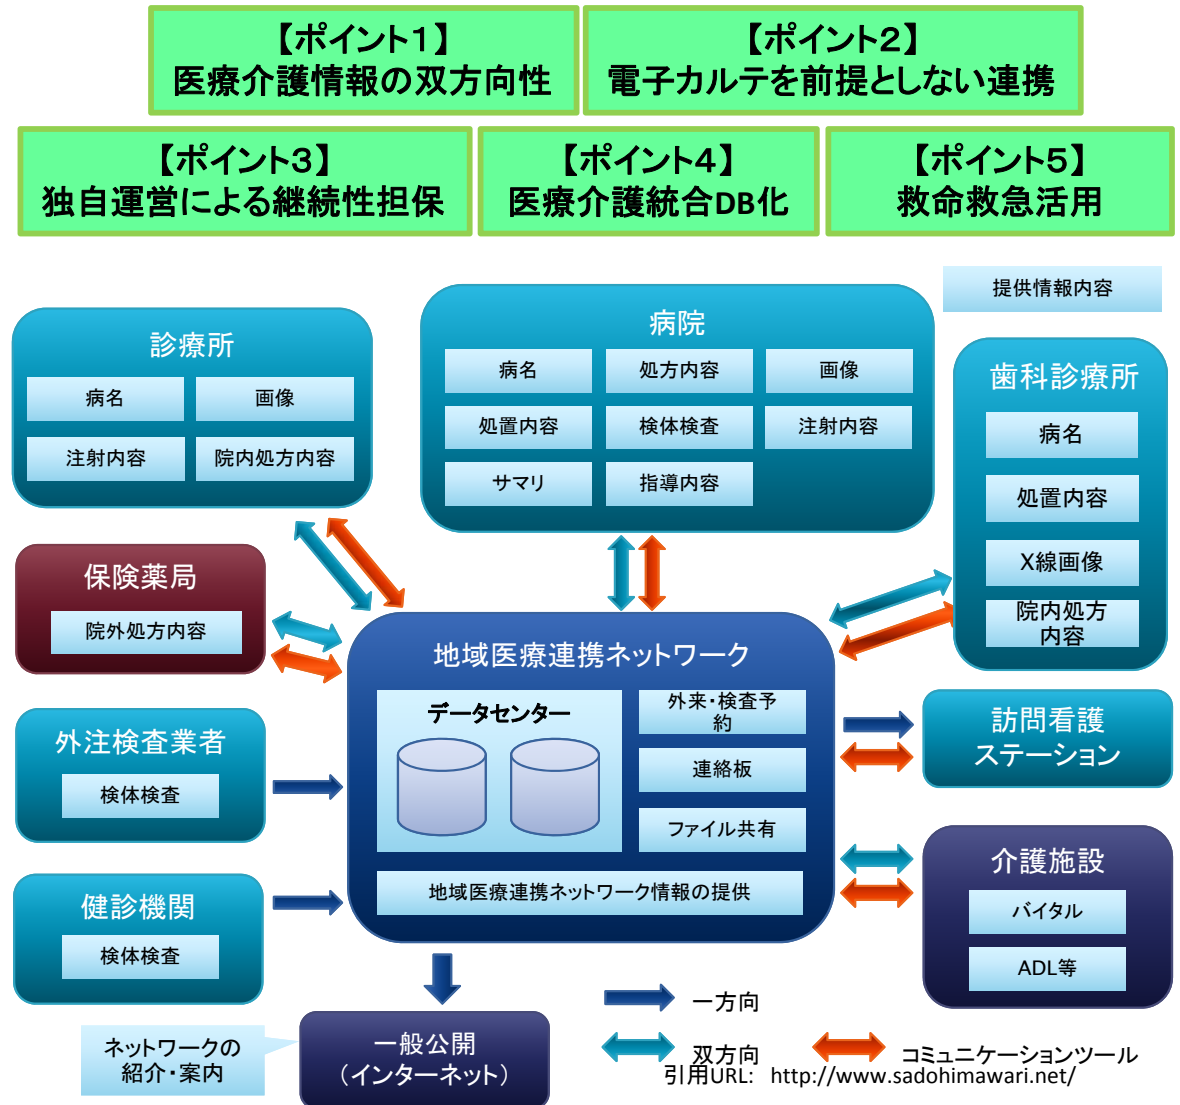 【ポイント１】
医療介護情報の双方向性
【ポイント２】
電子カルテを前提としない連携
【ポイント３】
独自運営による継続性担保
【ポイント４】
医療介護統合DB化
【ポイント５】
救命救急活用
提供情報内容
診療所
病名
画像
注射内容
院内処方内容
病院
病名
処方内容
画像
処置内容
検体検査
注射内容
サマリ
指導内容
歯科診療所
病名
処置内容
X線画像
院内処方
内容
保険薬局
院外処方内容
外注検査業者
検体検査
健診機関
検体検査
地域医療連携ネットワーク
データセンター
外来・検査予
約
連絡板
ファイル共有
地域医療連携ネットワーク情報の提供
訪問看護
ステーション
介護施設
バイタル
ADL等
ネットワークの
紹介・案内
一般公開
（インターネット）
一方向
双方向
コミュニケーションツール
引用URL: http://www.sadohimawari.net/